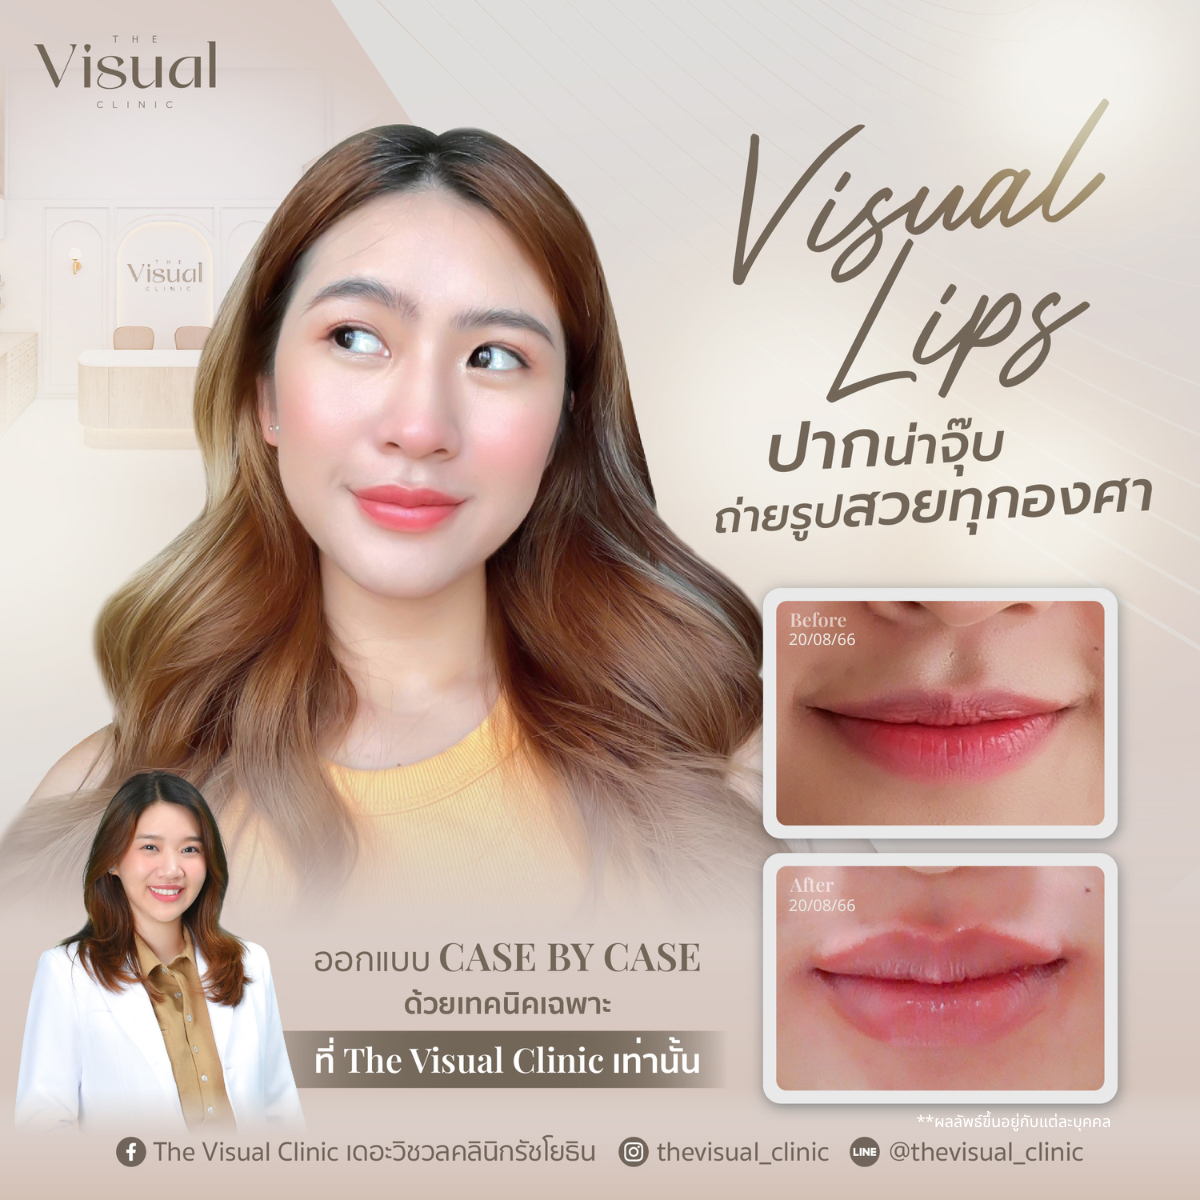 THE
Visual
CLINIC
THE
Visual
CLINIC
Visual
Lips
ปากน่าจุ๊บ
ถ่ายรูปสวยทุกองศา
Before
20/08/66
After
20/08/66
ออกแบบ CASE BY CASE
ด้วยเทคนิคเฉพาะ
ที่ The Visual Clinic เท่านั้น
**ผลลัพธ์ขึ้นอยู่กับแต่ละบุคคล
The Visual Clinic เดอะวิชวลคลินิกรัชโยธิน thevisual_clinic LINE @thevisual_clinic